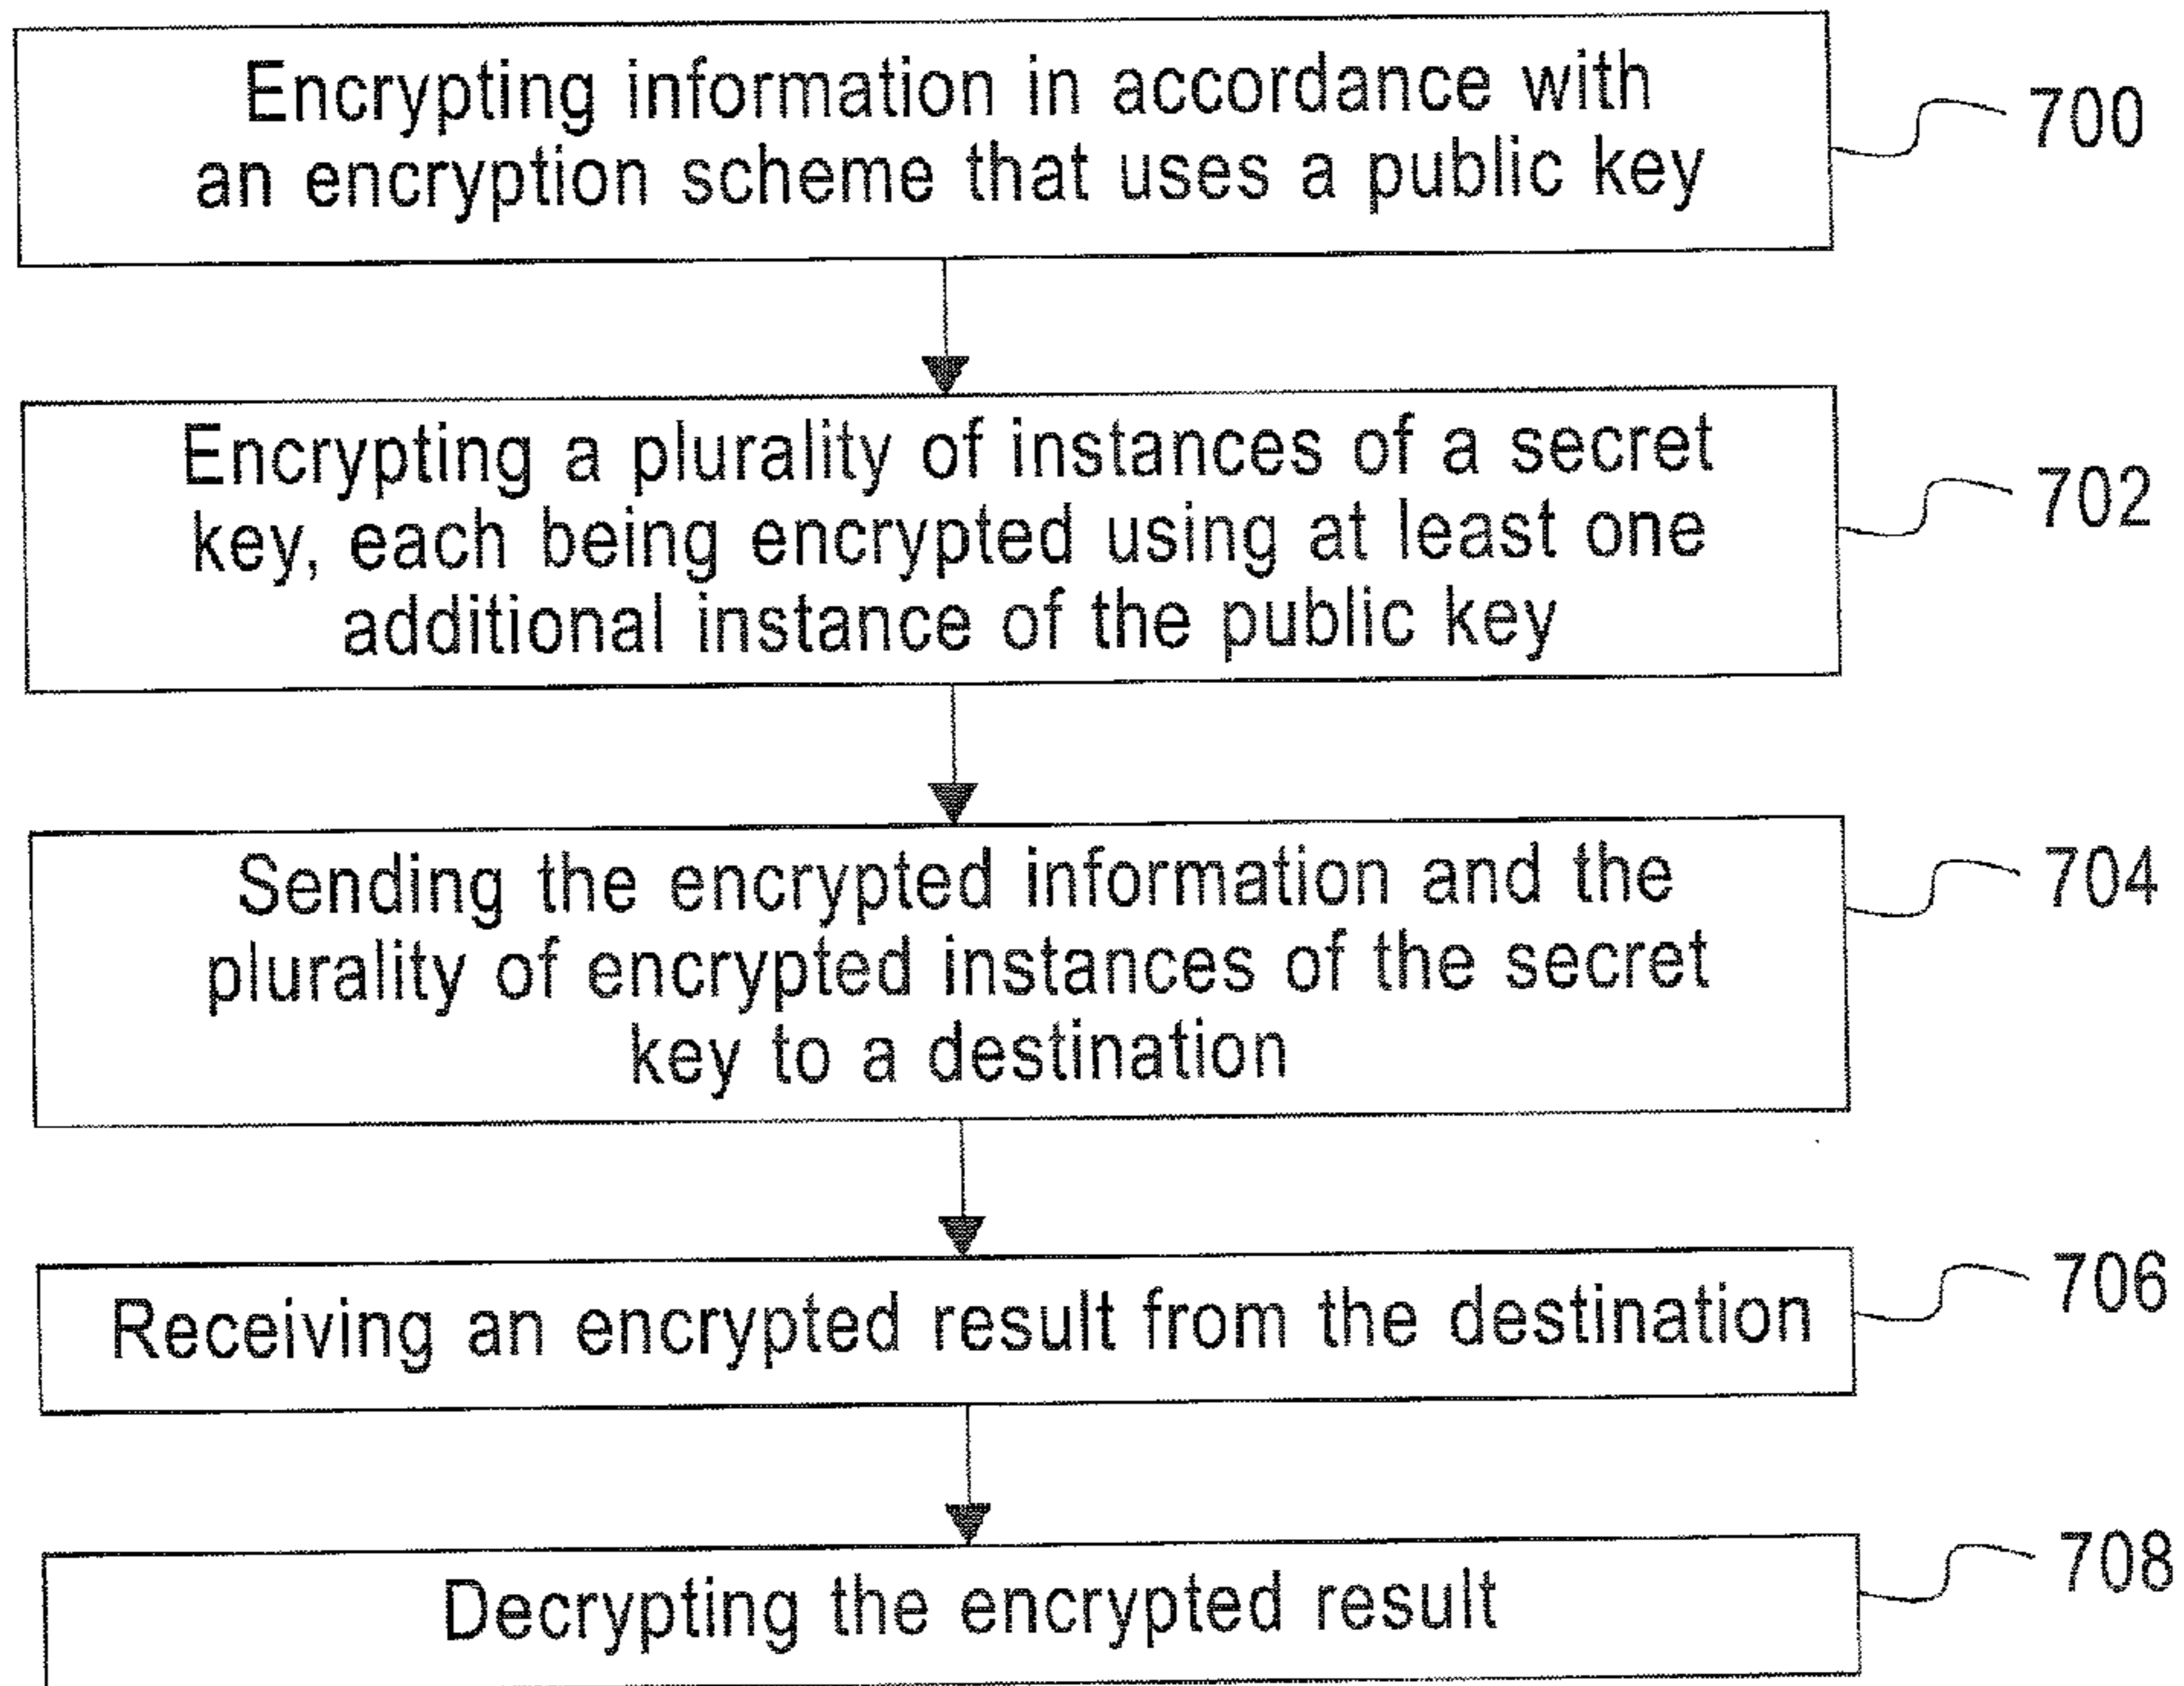 Encrypting information in accordance with
an encryption scheme that uses a public key
700
Encrypting a plurality of instances of a secret
key, each being encrypted using at least one
additional instance of the public key
702
Sending the encrypted information and the
plurality of encrypted instances of the secret
key to a destination
704
Receiving an encrypted result from the destination
706
Decrypting the encrypted result
708